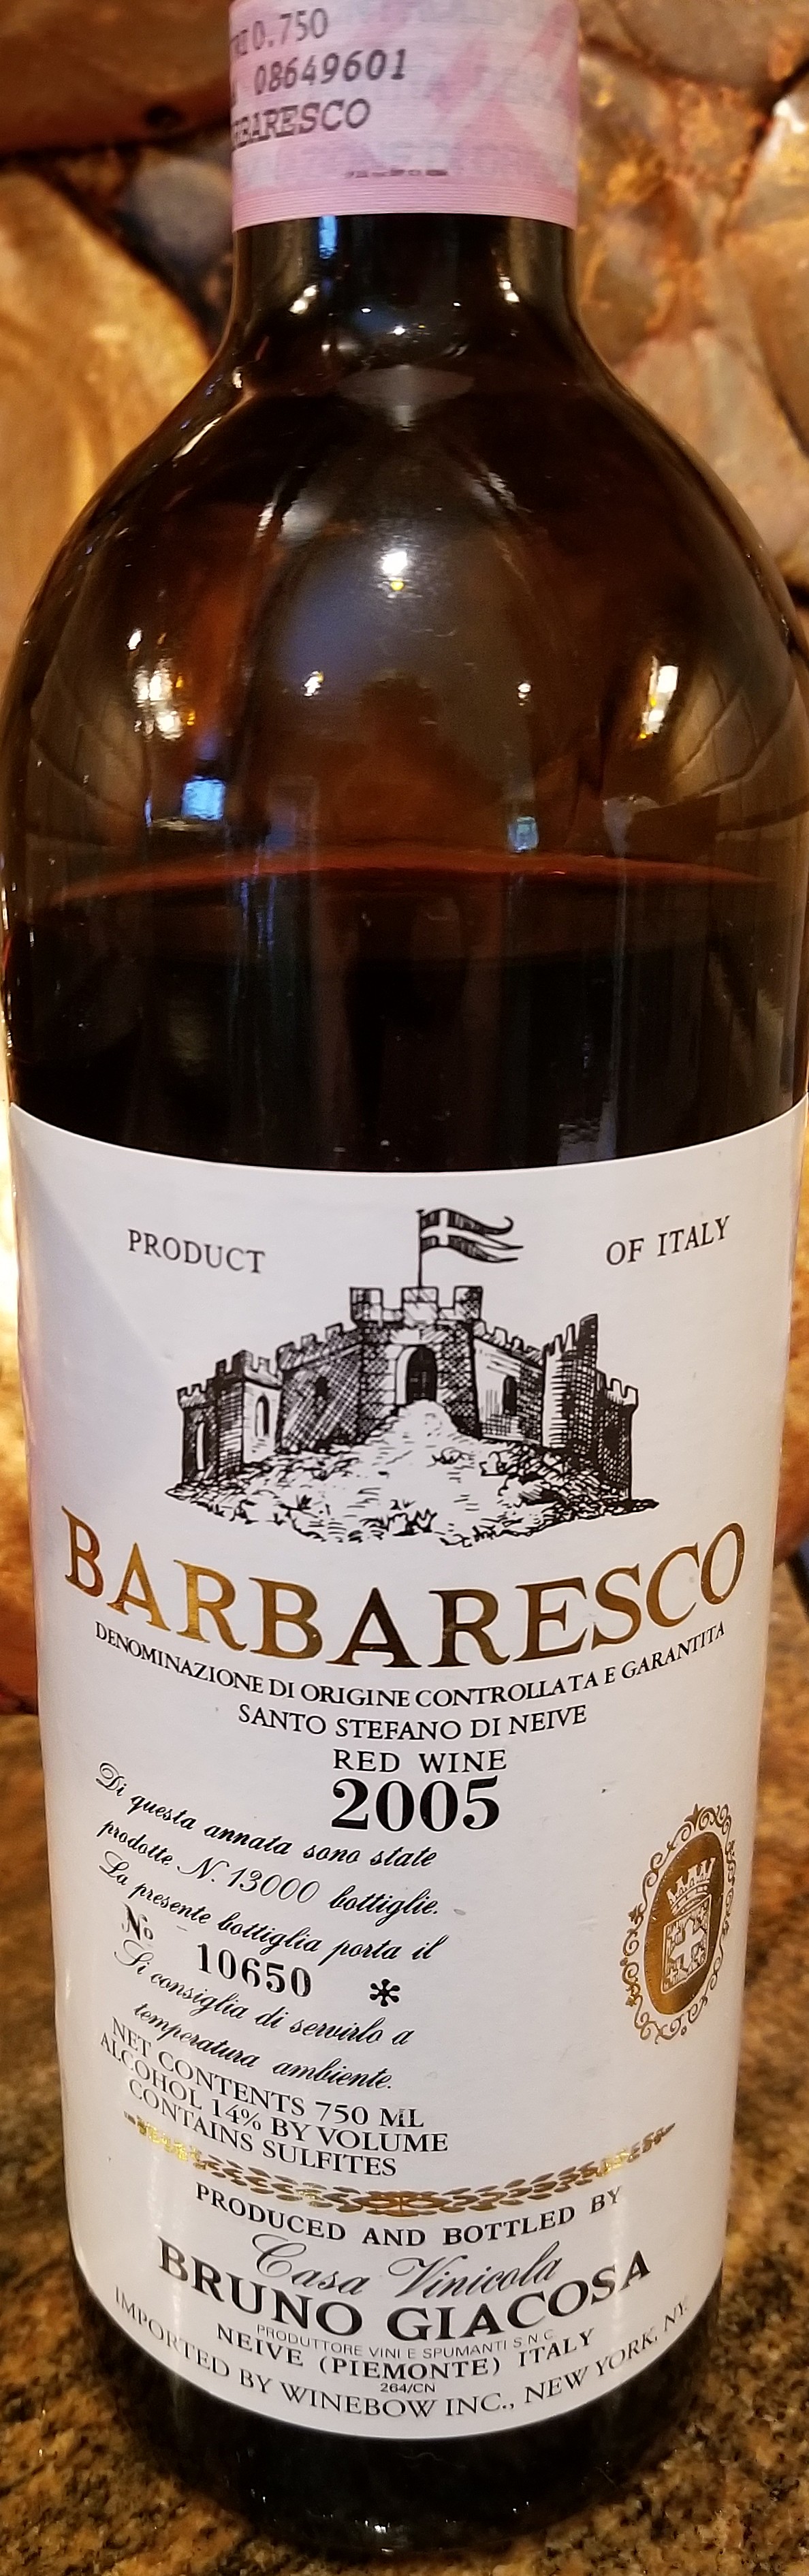 0.750
08649601
BARESCO
PRODUCT OF ITALY
BARBARESCO
DENOMINAZIONE DI ORIGINE CONTROLLATA E GARANTITA
SANTO STEFANO DI NEIVE
RED WINE
2005
Di questa annata sono state
prodotte N. 13000 bottiglie.
La presente bottiglia porta il
No 10650 *
Si consiglia di servirlo a
temperatura ambiente.
NET CONTENTS 750 ML
ALCOHOL 14% BY VOLUME
CONTAINS SULFITES
PRODUCED AND BOTTLED BY
Casa Vinicola
BRUNO GIACOSA
PRODUTTORE VINI E SPUMANTI S.N.C.
NEIVE (PIEMONTE) ITALY
264/CN
IMPORTED BY WINEBOW INC., NEW YORK, NY.